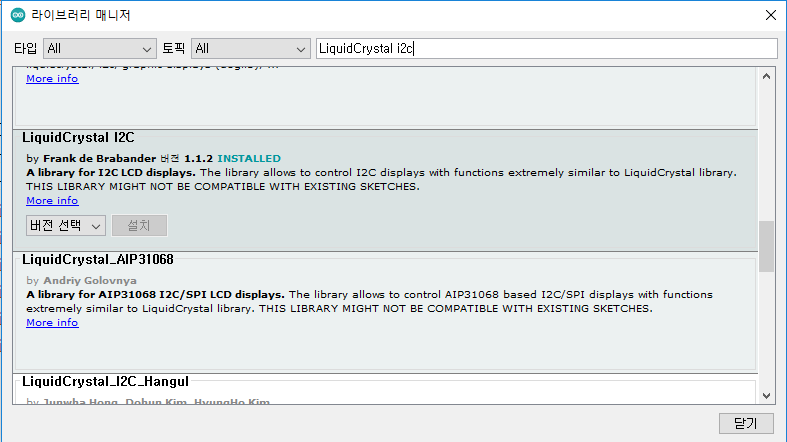 라이브러리 매니저
타입 All 토픽 All LiquidCrystal i2c
More info
LiquidCrystal I2C
by Frank de Brabander 버전 1.1.2 INSTALLED
A library for I2C LCD displays. The library allows to control I2C displays with functions extremely similar to LiquidCrystal library.
THIS LIBRARY MIGHT NOT BE COMPATIBLE WITH EXISTING SKETCHES.
More info
버전 선택 설치
LiquidCrystal_AIP31068
by Andriy Golovnya
A library for AIP31068 I2C/SPI LCD displays. The library allows to control AIP31068 based I2C/SPI displays with functions
extremely similar to LiquidCrystal library. THIS LIBRARY MIGHT NOT BE COMPATIBLE WITH EXISTING SKETCHES.
More info
LiquidCrystal_I2C_Hangul
by Junwha Hong, Dohun Kim, HyungHo Kim
닫기